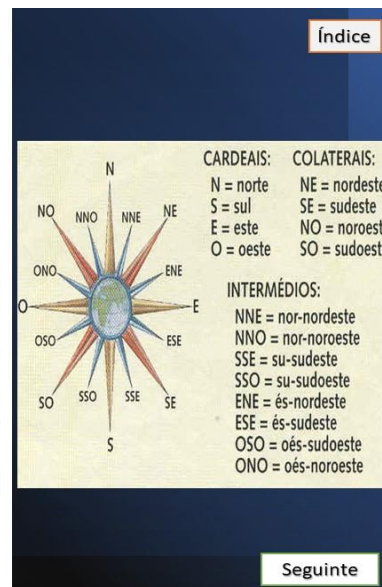 Índice
N
NO NNO NNE NE
ONO ENE
O E
OSO ESE
SO SSO SSE SE
S
CARDEAIS: COLATERAIS:
N = norte NE = nordeste
S = sul SE = sudeste
E = este NO = noroest
O = oeste SO = sudoest
INTERMÉDIOS:
NNE = nor-nordeste
NNO = nor-noroeste
SSE = su-sudeste
SSO = su-sudoeste
ENE = és-nordeste
ESE = és-sudeste
OSO = oés-sudoeste
ONO = oés-noroeste
Seguinte